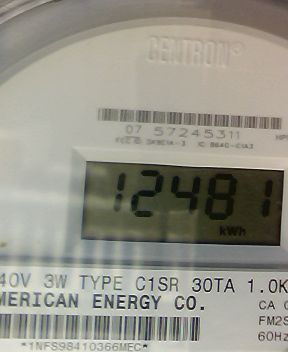 CENTRON®
07 57245311
12481
kWh
40V 3W TYPE C1SR 30TA 1.0K
MERICAN ENERGY CO.
CA
FM2S
60Hz
*1NFS98410366MEC*